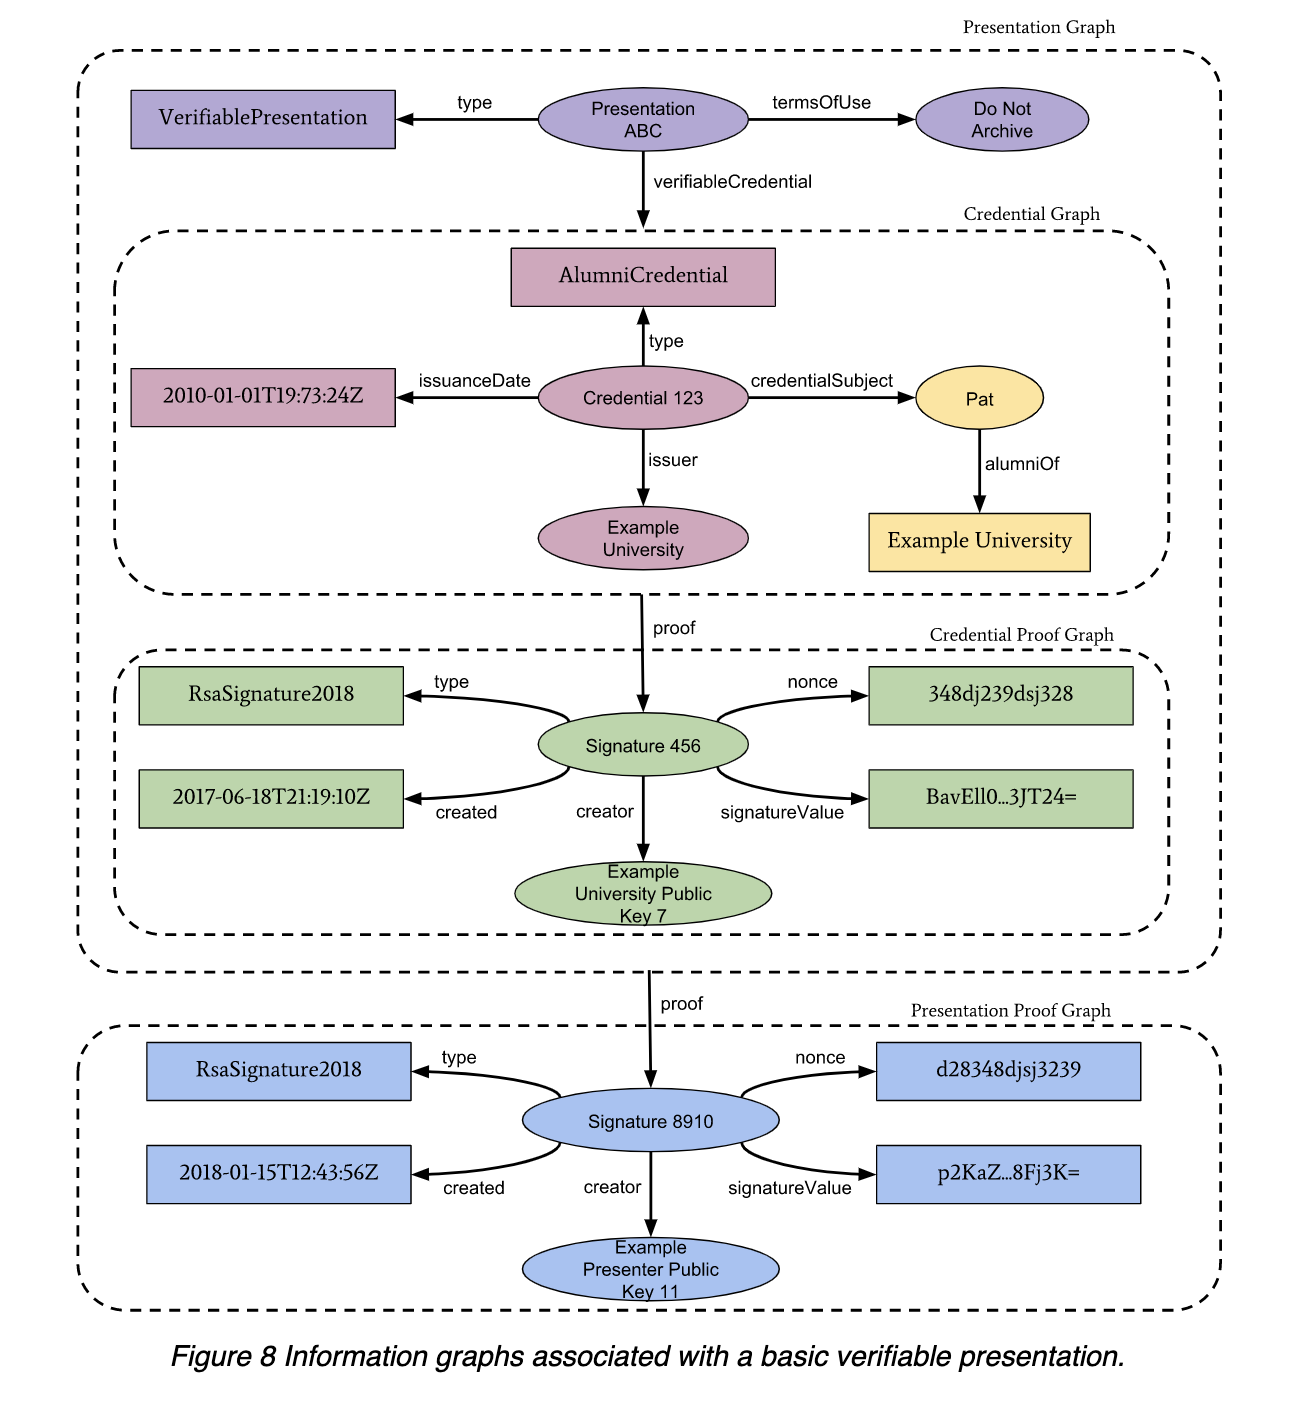 Presentation Graph
VerifiablePresentation
type
Presentation
ABC
termsOfUse
Do Not
Archive
verifiableCredential
Credential Graph
AlumniCredential
type
2010-01-01T19:73:24Z
issuanceDate
Credential 123
credentialSubject
Pat
issuer
alumniOf
Example
University
Example University
proof
Credential Proof Graph
RsaSignature2018
type
nonce
348dj239dsj328
Signature 456
2017-06-18T21:19:10Z
created
creator
signatureValue
BavEll0...3JT24=
Example
University Public
Key 7
proof
Presentation Proof Graph
RsaSignature2018
type
nonce
d28348djsj3239
Signature 8910
2018-01-15T12:43:56Z
created
creator
signatureValue
p2KaZ...8Fj3K=
Example
Presenter Public
Key 11
Figure 8 Information graphs associated with a basic verifiable presentation.